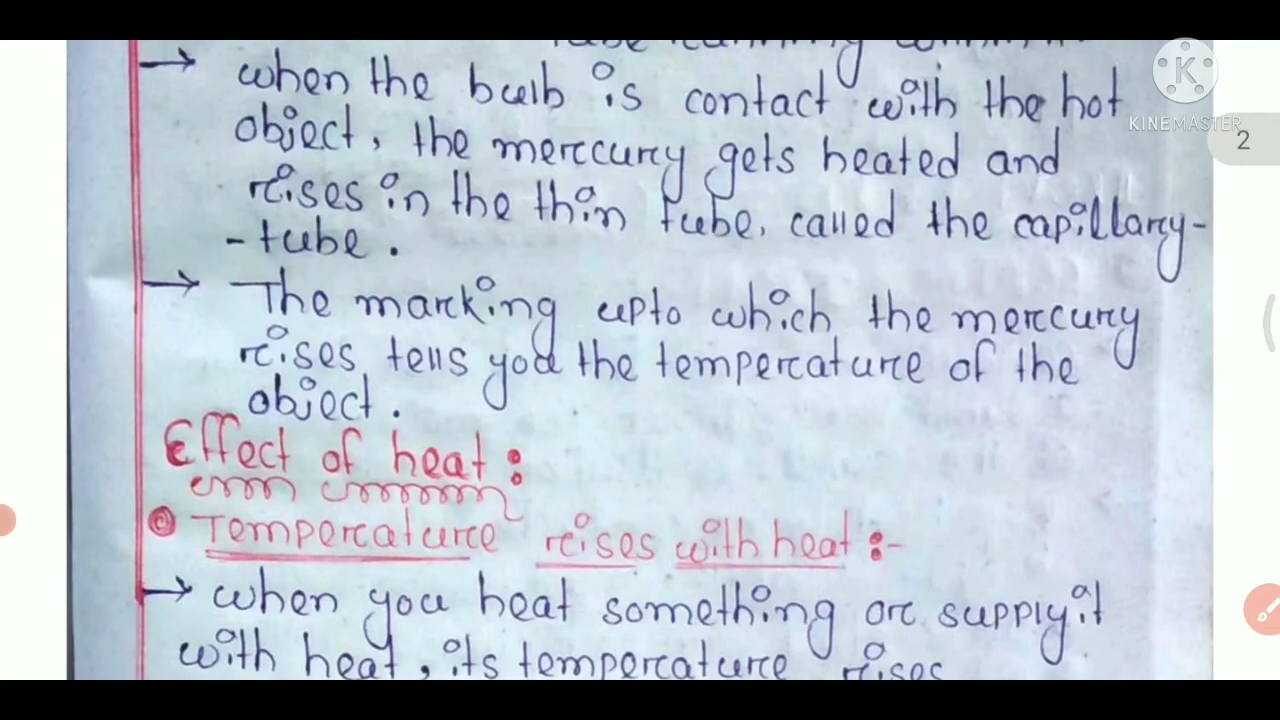 → when the bulb is contact with the hot
object, the mercury gets heated and
rises in the thin tube, called the capillary-
- tube.
→ The marking upto which the mercury
rises tells you the temperature of the
object.
Effect of heat:
Temperature rises with heat:-
→ when you heat something or supply it
with heat, its temperature rises
KINEMASTER
K
2